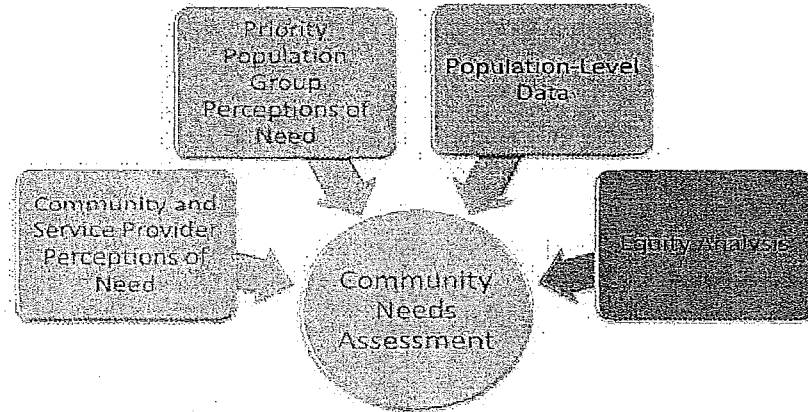 Priority
Population
Group
Perceptions of
Need
Population-Level
Data
Community and
Service Provider
Perceptions of
Need
Equity Analysis
Community
Needs
Assessment